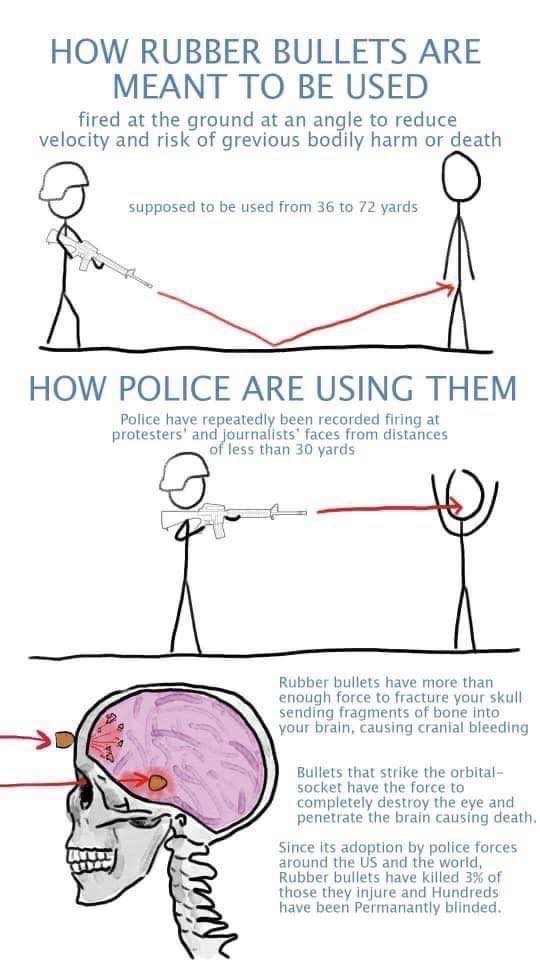 HOW RUBBER BULLETS ARE
MEANT TO BE USED
fired at the ground at an angle to reduce
velocity and risk of grevious bodily harm or death
supposed to be used from 36 to 72 yards
HOW POLICE ARE USING THEM
Police have repeatedly been recorded firing at
protesters' and journalists' faces from distances
of less than 30 yards
Rubber bullets have more than
enough force to fracture your skull
sending fragments of bone into
your brain, causing cranial bleeding
Bullets that strike the orbital-
socket have the force to
completely destroy the eye and
penetrate the brain causing death.
Since its adoption by police forces
around the US and the world,
Rubber bullets have killed 3% of
those they injure and Hundreds
have been Permanantly blinded.